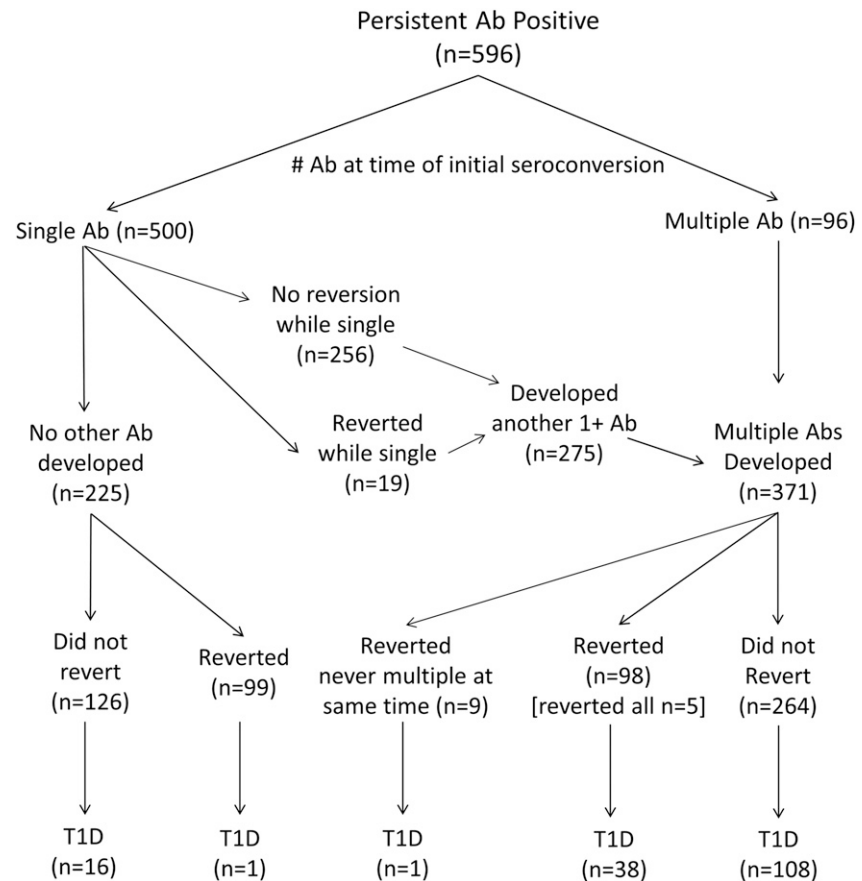 Persistent Ab Positive
(n=596)
# Ab at time of initial seroconversion
Single Ab (n=500)
Multiple Ab (n=96)
No reversion
while single
(n=256)
Developed
another 1+ Ab
(n=275)
No other Ab
developed
(n=225)
Reverted
while single
(n=19)
Multiple Abs
Developed
(n=371)
Did not
revert
(n=126)
Reverted
(n=99)
Reverted
never multiple at
same time (n=9)
Reverted
(n=98)
[reverted all n=5]
Did not
Revert
(n=264)
T1D
(n=16)
T1D
(n=1)
T1D
(n=1)
T1D
(n=38)
T1D
(n=108)